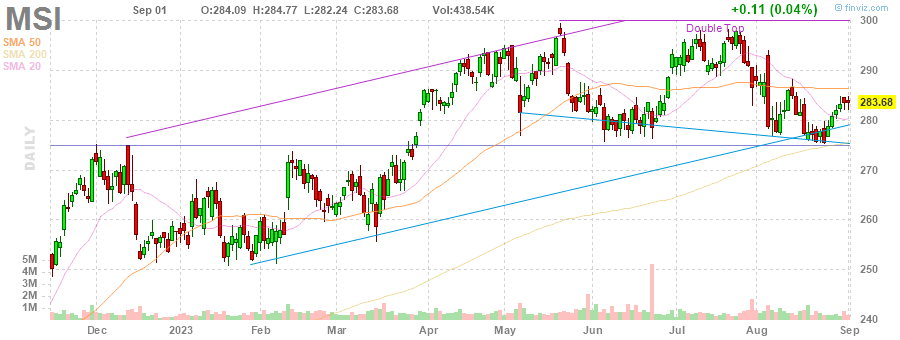 MSI Sep 01 O:284.09 H:284.77 L:282.24 C:283.68 Vol:438.54K +0.11 (0.04%) © finviz.com
SMA 50
SMA 200
SMA 20
DAILY
Double Top
300
290
283.68
280
270
260
250
240
5M
4M
3M
2M
1M
Dec 2023 Feb Mar Apr May Jun Jul Aug Sep